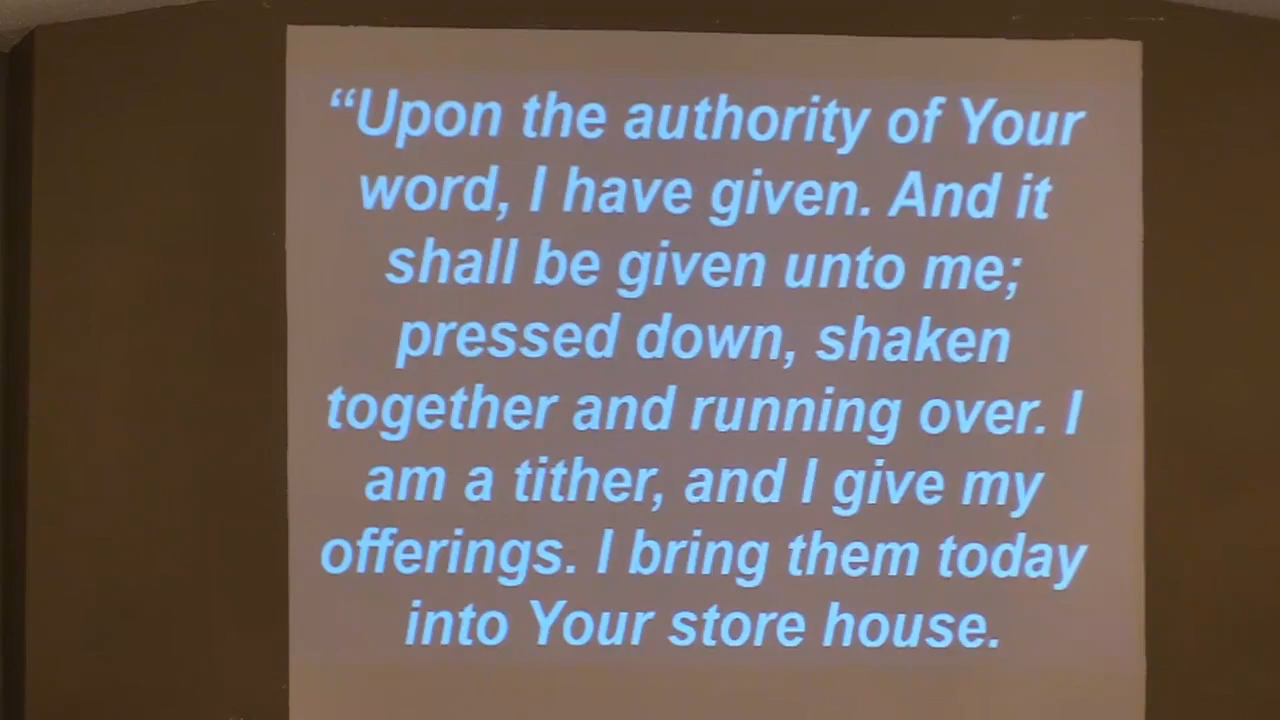 “Upon the authority of Your
word, I have given. And it
shall be given unto me;
pressed down, shaken
together and running over. I
am a tither, and I give my
offerings. I bring them today
into Your store house.